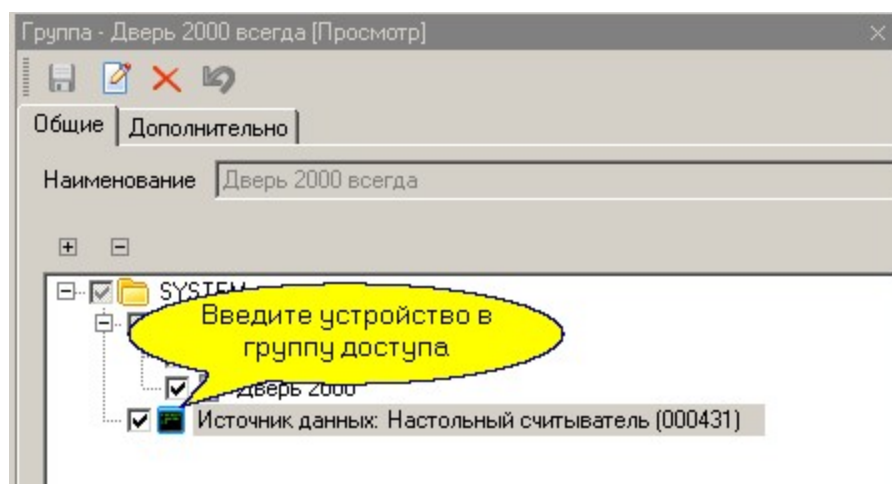 Группа - Дверь 2000 всегда [Просмотр]
Общие Дополнительно
Наименование Дверь 2000 всегда
SYSTEM
Введите устройство в
группу доступа
Дверь 2000
Источник данных: Настольный считыватель (000431)